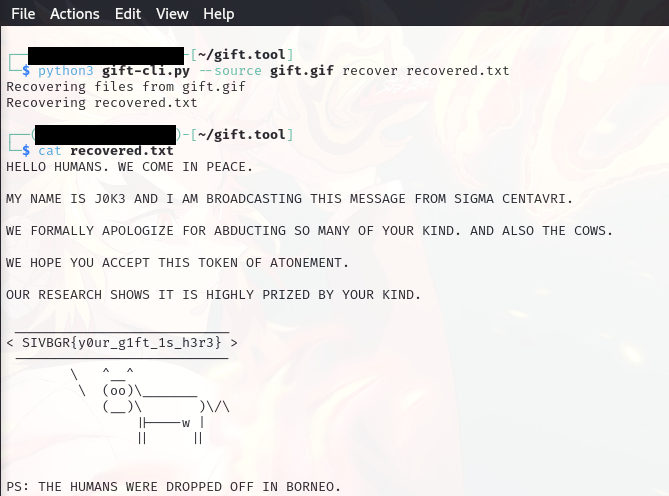 File Actions Edit View Help
-[~/gift.tool]
$ python3 gift-cli.py --source gift.gif recover recovered.txt
Recovering files from gift.gif
Recovering recovered.txt
)-[~/gift.tool]
$ cat recovered.txt
HELLO HUMANS. WE COME IN PEACE.
MY NAME IS J0K3 AND I AM BROADCASTING THIS MESSAGE FROM SIGMA CENTAVRI.
WE FORMALLY APOLOGIZE FOR ABDUCTING SO MANY OF YOUR KIND. AND ALSO THE COWS.
WE HOPE YOU ACCEPT THIS TOKEN OF ATONEMENT.
OUR RESEARCH SHOWS IT IS HIGHLY PRIZED BY YOUR KIND.
 ___________________________
< SIVBGR{y0ur_g1ft_1s_h3r3} >
 ---------------------------
        \   ^__^
         \  (oo)\_______
            (__)\       )\/\
                ||----w |
                ||     ||
PS: THE HUMANS WERE DROPPED OFF IN BORNEO.